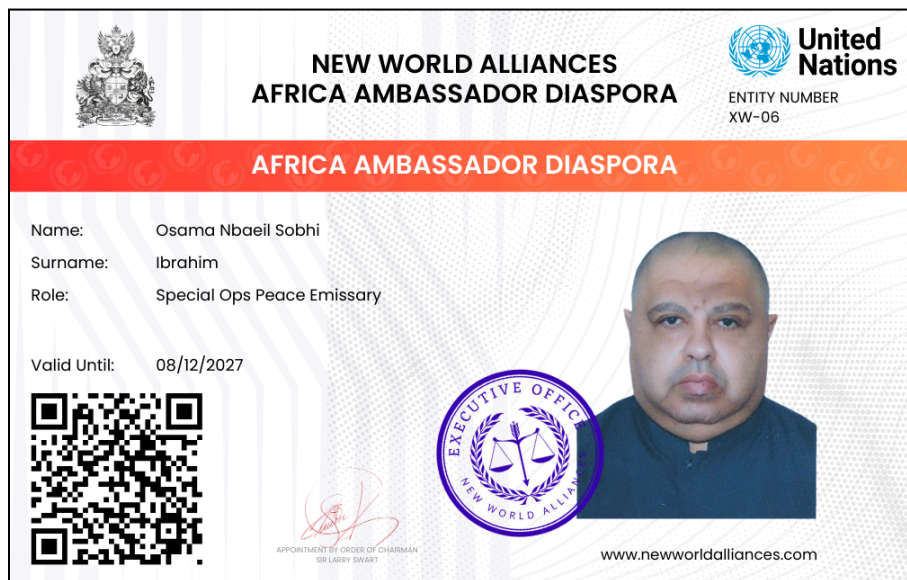 NEW WORLD ALLIANCES
AFRICA AMBASSADOR DIASPORA
United
Nations
ENTITY NUMBER
XW-06
AFRICA AMBASSADOR DIASPORA
Name: Osama Nbaeil Sobhi
Surname: Ibrahim
Role: Special Ops Peace Emissary
Valid Until: 08/12/2027
EXECUTIVE OFFICE
NEW WORLD ALLIANCES
APPOINTMENT BY ORDER OF CHAIRMAN
SIR LARRY SWART
www.newworldalliances.com